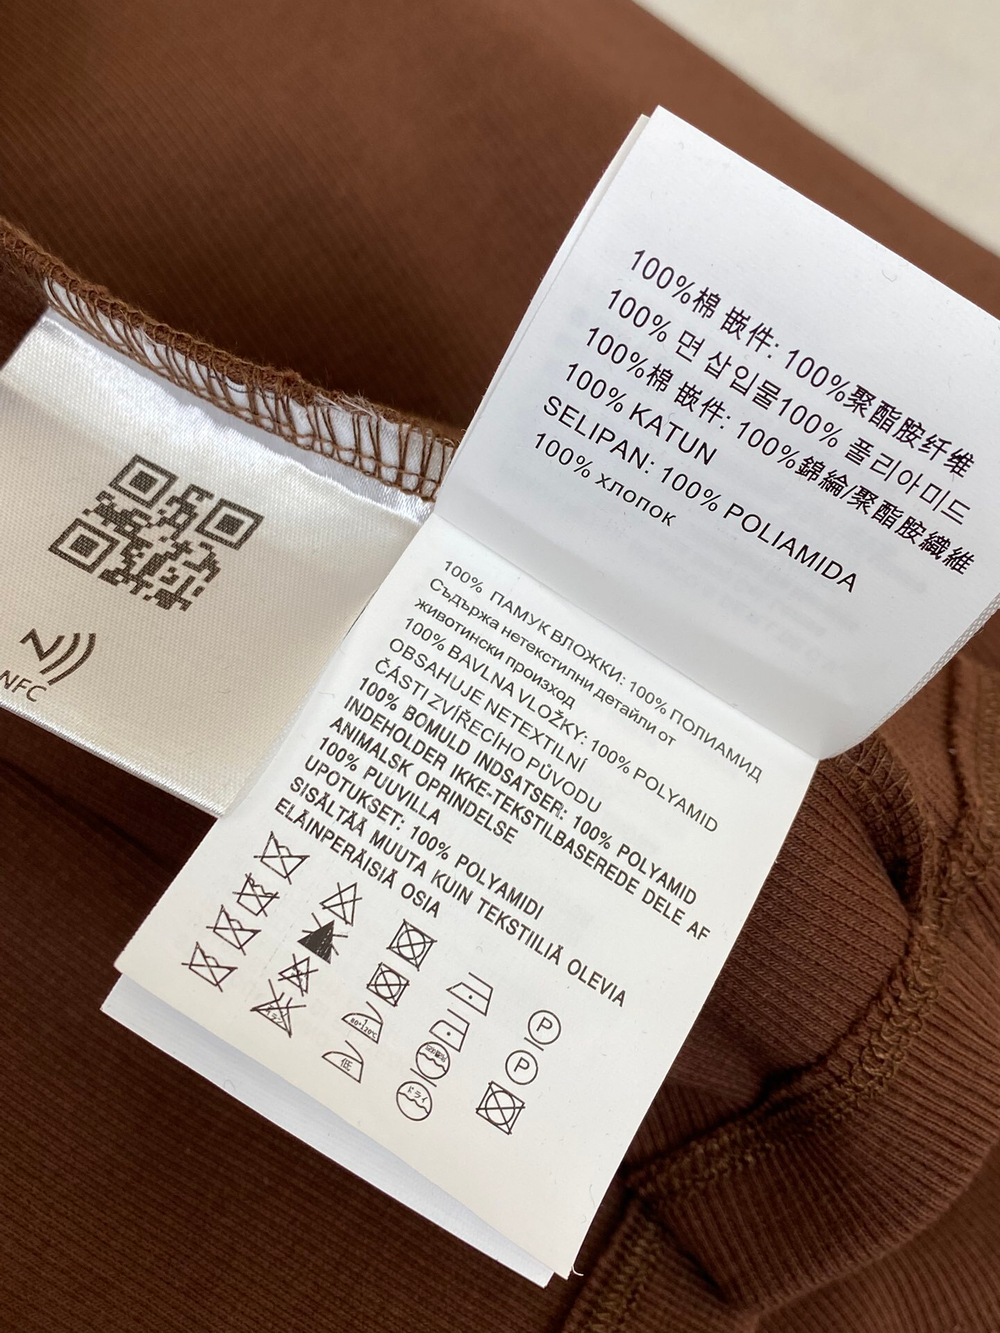 100%棉 嵌件: 100%聚酯胺纤维
100% 면 삽입물100% 폴리아미드
100%棉 嵌件: 100%錦綸/聚酯胺纖維
100% KATUN
SELIPAN: 100% POLIAMIDA
100% хлопок
100% ПАМУК ВЛОЖКИ: 100% ПОЛИАМИД
Съдържа нетекстилни детайли от
животински произход
100% BAVLNA VLOŽKY: 100% POLYAMID
OBSAHUJE NETEXTILNÍ
ČÁSTI ZVÍŘECÍHO PŮVODU
100% BOMULD INDSATSER: 100% POLYAMID
INDEHOLDER IKKE-TEKSTILBASEREDE DELE AF
ANIMALSK OPRINDELSE
100% PUUVILLA
UPOTUKSET: 100% POLYAMIDI
SISÄLTÄÄ MUUTA KUIN TEKSTIILIÄ OLEVIA
ELÄINPERÄISIÄ OSIA
P
P
低
ドライ
NFC